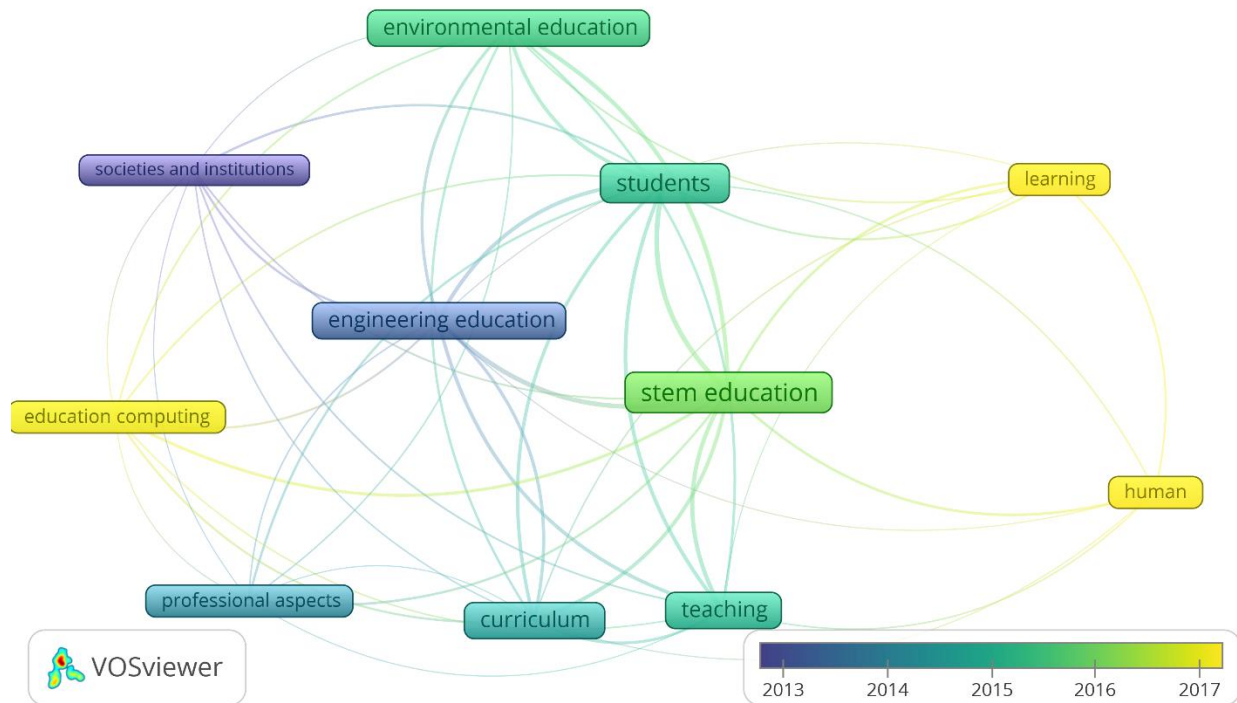 environmental education
societies and institutions
students
learning
engineering education
stem education
education computing
human
professional aspects
curriculum
teaching
VOSviewer
2013
2014
2015
2016
2017